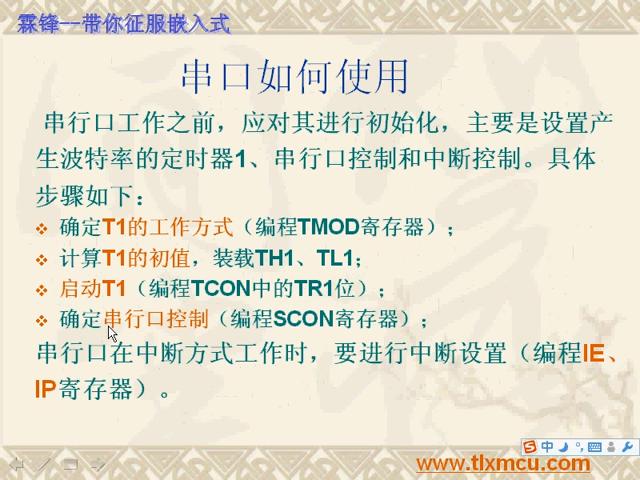 霖锋--带你征服嵌入式
串口如何使用
串行口工作之前，应对其进行初始化，主要是设置产
生波特率的定时器1、串行口控制和中断控制。具体
步骤如下：
确定T1的工作方式（编程TMOD寄存器）；
计算T1的初值，装载TH1、TL1；
启动T1（编程TCON中的TR1位）；
确定串行口控制（编程SCON寄存器）；
串行口在中断方式工作时，要进行中断设置（编程IE、
IP寄存器）。
S中
www.tlxmcu.com